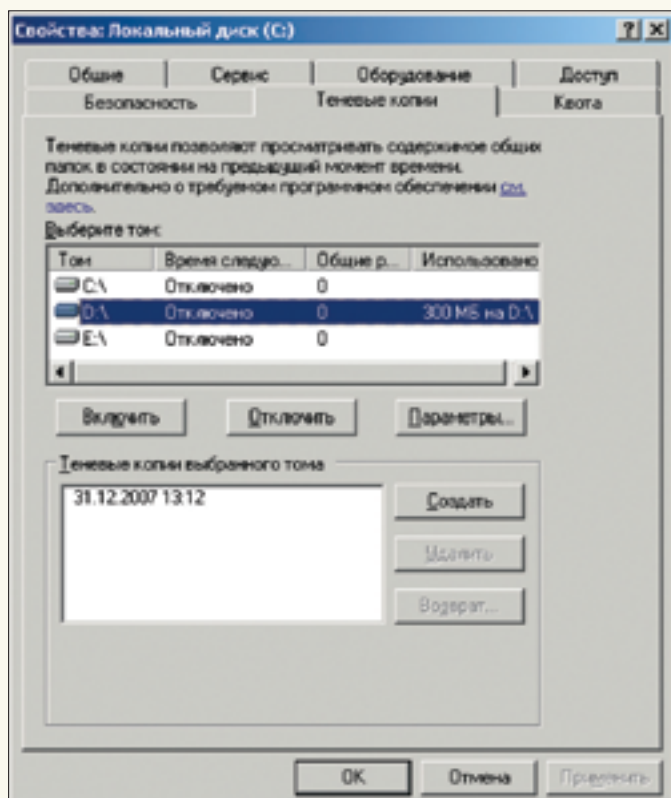 Свойства: Локальный диск (C:)
Общие Сервис Оборудование Доступ
Безопасность Теневые копии Квота
Теневые копии позволяют просматривать содержимое общих
папок в состоянии на предыдущий момент времени.
Дополнительно о требуемом программном обеспечении см.
здесь.
Выберите том:
Том Время следую... Общие р... Использовано
C:\ Отключено 0
D:\ Отключено 0 300 МБ на D:\
E:\ Отключено 0
Включить Отключить Параметры...
Теневые копии выбранного тома
31.12.2007 13:12
Создать
Удалить
Возврат...
OK Отмена Применить